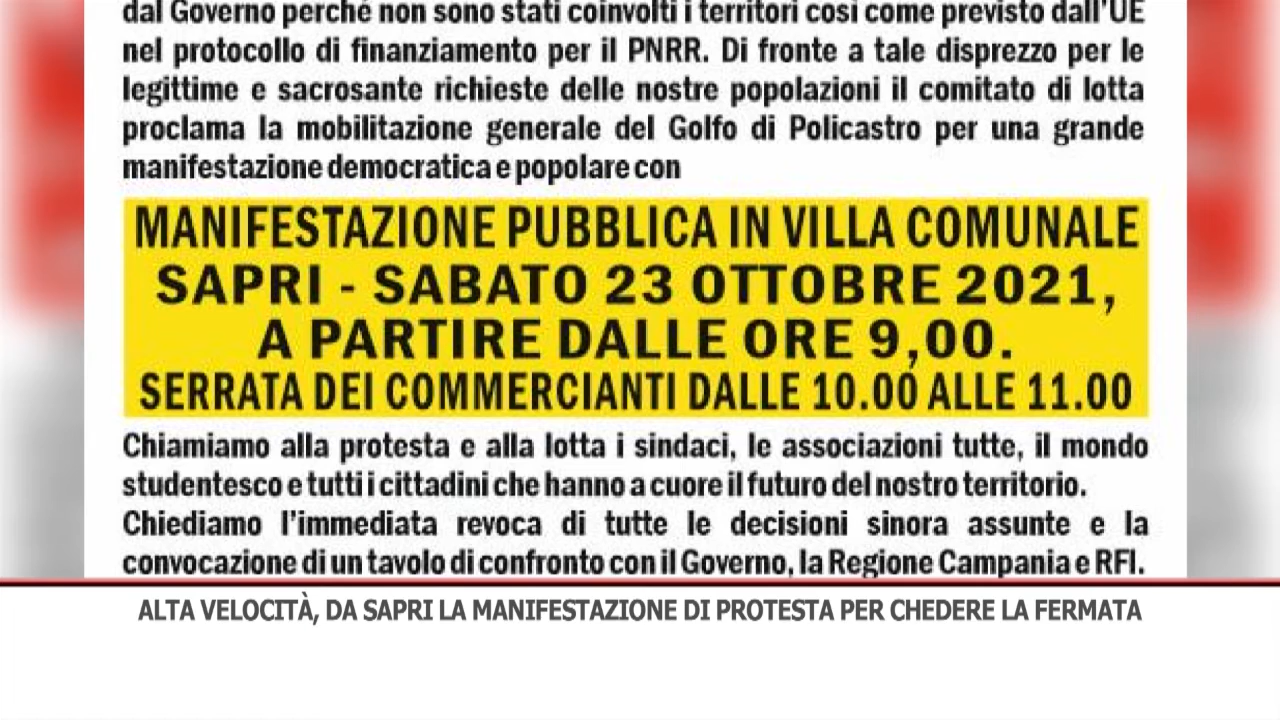 dal Governo perché non sono stati coinvolti i territori così come previsto dall'UE
nel protocollo di finanziamento per il PNRR. Di fronte a tale disprezzo per le
legittime e sacrosante richieste delle nostre popolazioni il comitato di lotta
proclama la mobilitazione generale del Golfo di Policastro per una grande
manifestazione democratica e popolare con
MANIFESTAZIONE PUBBLICA IN VILLA COMUNALE
SAPRI - SABATO 23 OTTOBRE 2021,
A PARTIRE DALLE ORE 9,00.
SERRATA DEI COMMERCIANTI DALLE 10.00 ALLE 11.00
Chiamiamo alla protesta e alla lotta i sindaci, le associazioni tutte, il mondo
studentesco e tutti i cittadini che hanno a cuore il futuro del nostro territorio.
Chiediamo l'immediata revoca di tutte le decisioni sinora assunte e la
convocazione di un tavolo di confronto con il Governo, la Regione Campania e RFI.
ALTA VELOCITÀ, DA SAPRI LA MANIFESTAZIONE DI PROTESTA PER CHEDERE LA FERMATA